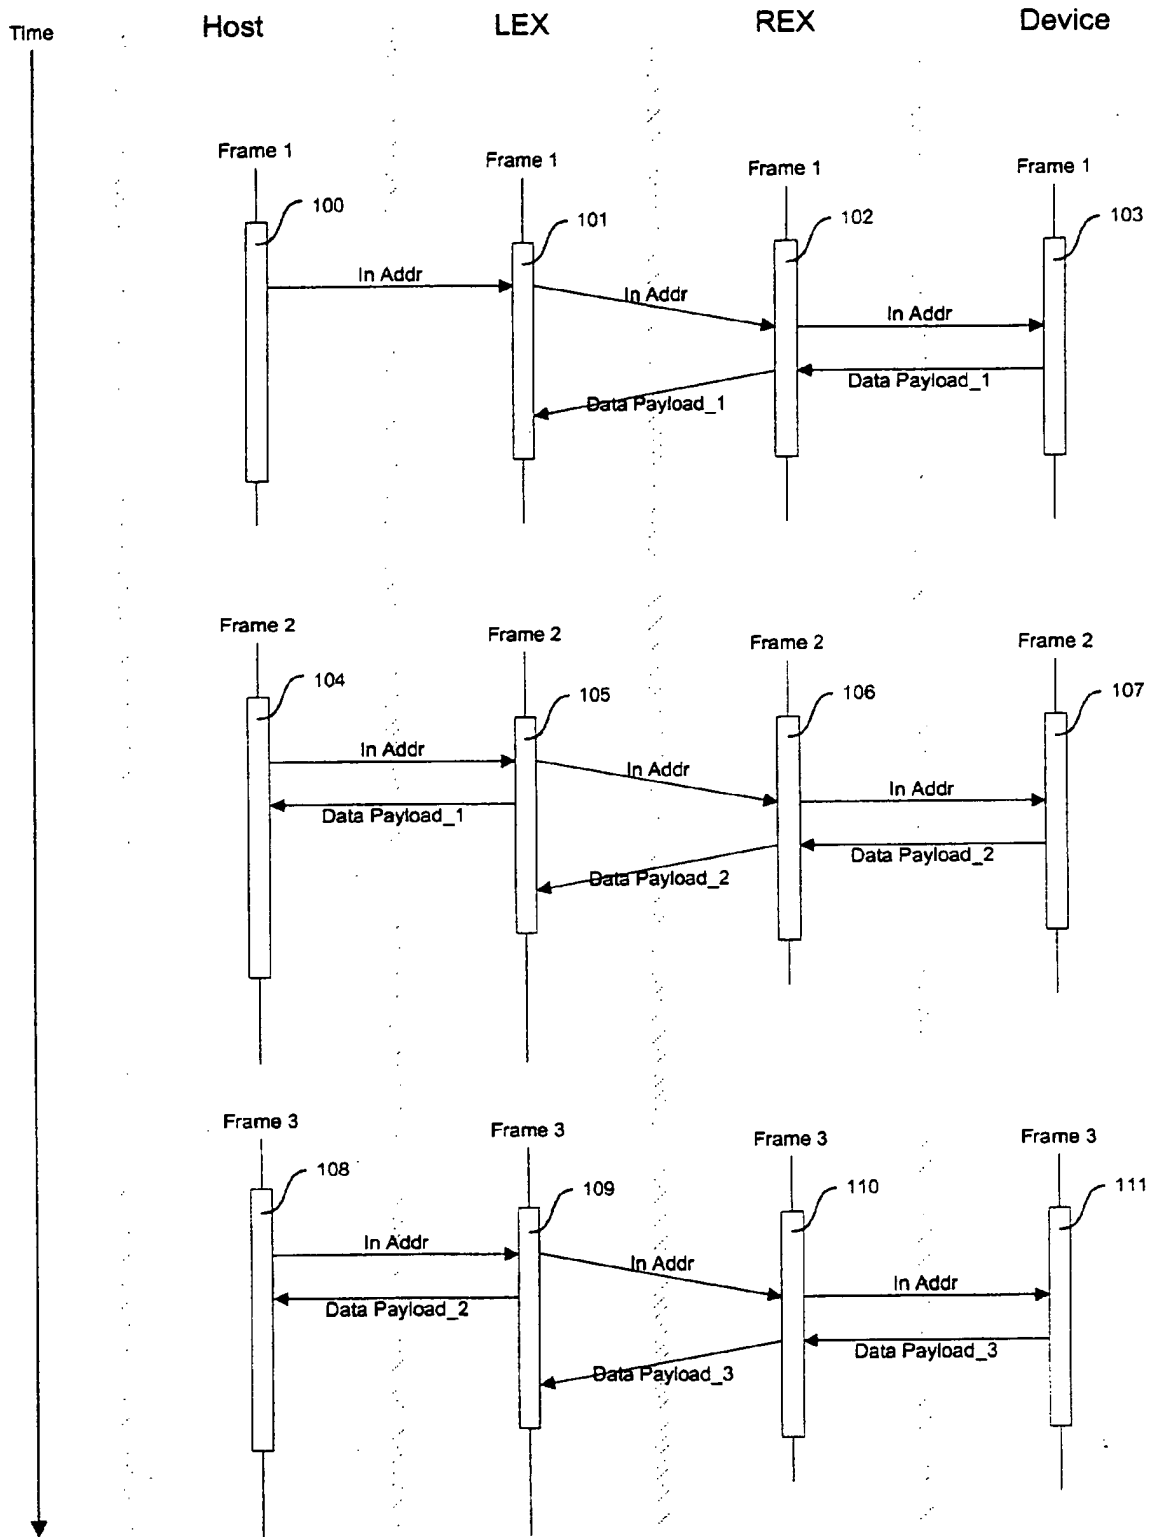 Time
Host
LEX
REX
Device
Frame 1
Frame 1
Frame 1
Frame 1
100
101
102
103
In Addr
In Addr
In Addr
Data Payload_1
Data Payload_1
Frame 2
Frame 2
Frame 2
Frame 2
104
105
106
107
In Addr
In Addr
In Addr
Data Payload_1
Data Payload_2
Data Payload_2
Frame 3
Frame 3
Frame 3
Frame 3
108
109
110
111
In Addr
In Addr
In Addr
Data Payload_2
Data Payload_3
Data Payload_3